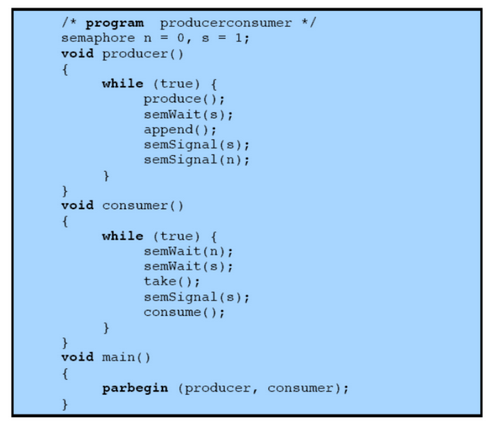 /* program  producerconsumer */
semaphore n = 0, s = 1;
void producer()
{
     while (true) {
          produce();
          semWait(s);
          append();
          semSignal(s);
          semSignal(n);
     }
}
void consumer()
{
     while (true) {
          semWait(n);
          semWait(s);
          take();
          semSignal(s);
          consume();
     }
}
void main()
{
     parbegin (producer, consumer);
}